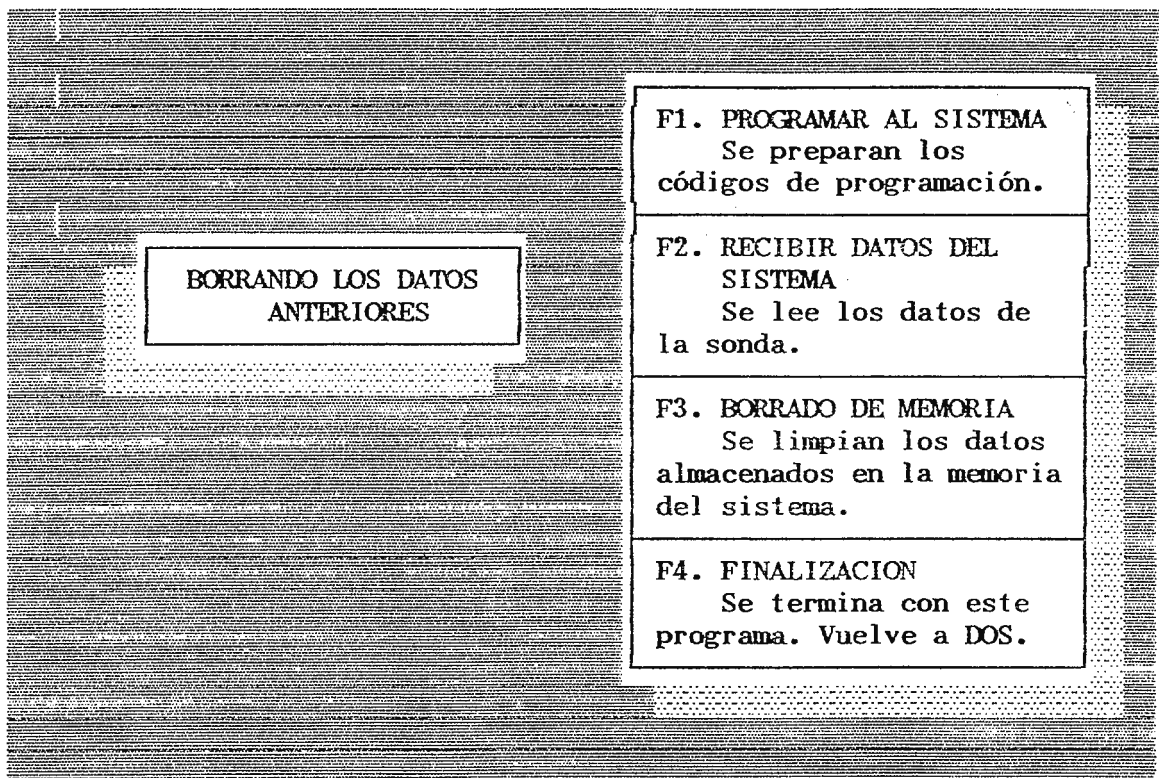 BORRANDO LOS DATOS
ANTERIORES
F1. PROGRAMAR AL SISTEMA
Se preparan los
códigos de programación.
F2. RECIBIR DATOS DEL
SISTEMA
Se lee los datos de
la sonda.
F3. BORRADO DE MEMORIA
Se limpian los datos
almacenados en la memoria
del sistema.
F4. FINALIZACION
Se termina con este
programa. Vuelve a DOS.